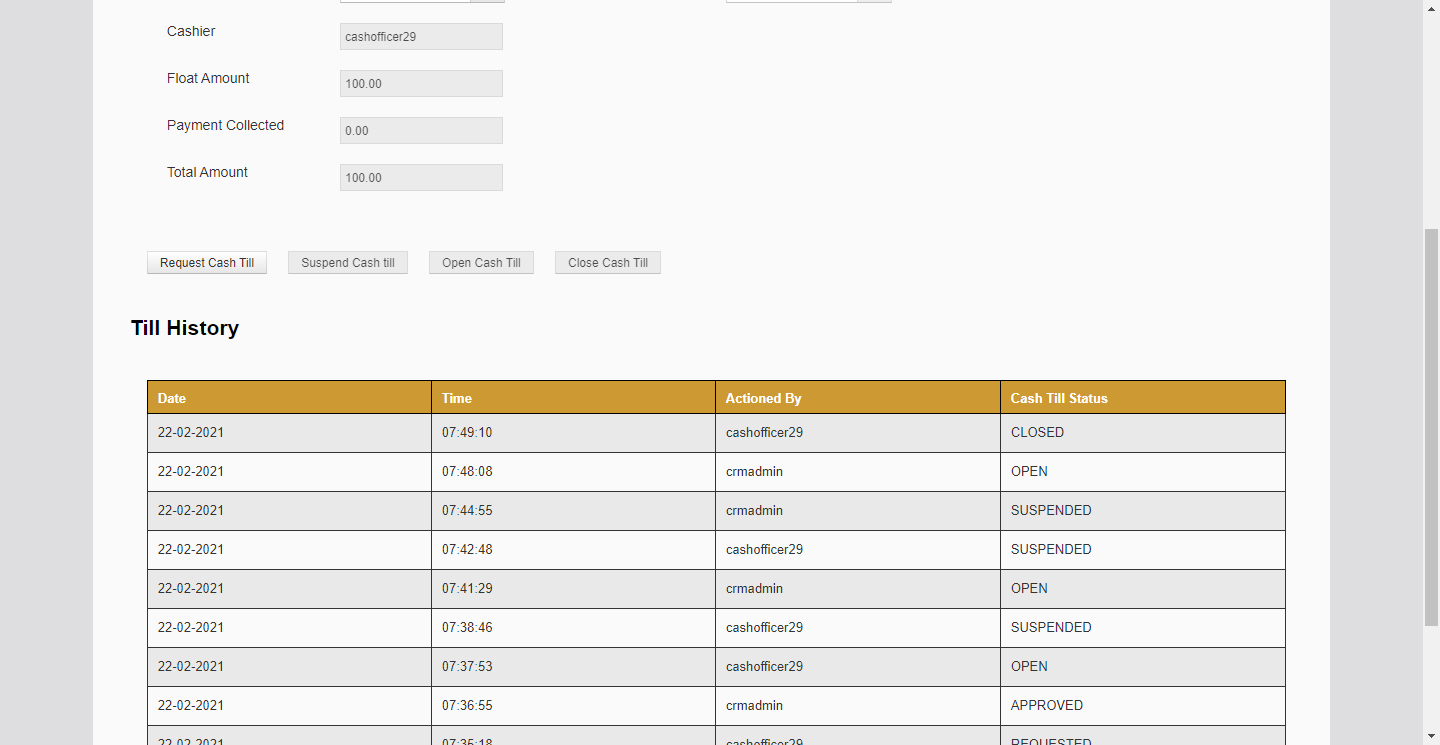 Cashier cashofficer29
Float Amount 100.00
Payment Collected 0.00
Total Amount 100.00
Request Cash Till Suspend Cash till Open Cash Till Close Cash Till
Till History
Date Time Actioned By Cash Till Status
22-02-2021 07:49:10 cashofficer29 CLOSED
22-02-2021 07:48:08 crmadmin OPEN
22-02-2021 07:44:55 crmadmin SUSPENDED
22-02-2021 07:42:48 cashofficer29 SUSPENDED
22-02-2021 07:41:29 crmadmin OPEN
22-02-2021 07:38:46 cashofficer29 SUSPENDED
22-02-2021 07:37:53 cashofficer29 OPEN
22-02-2021 07:36:55 crmadmin APPROVED
22-02-2021 07:35:18 cashofficer29 REQUESTED